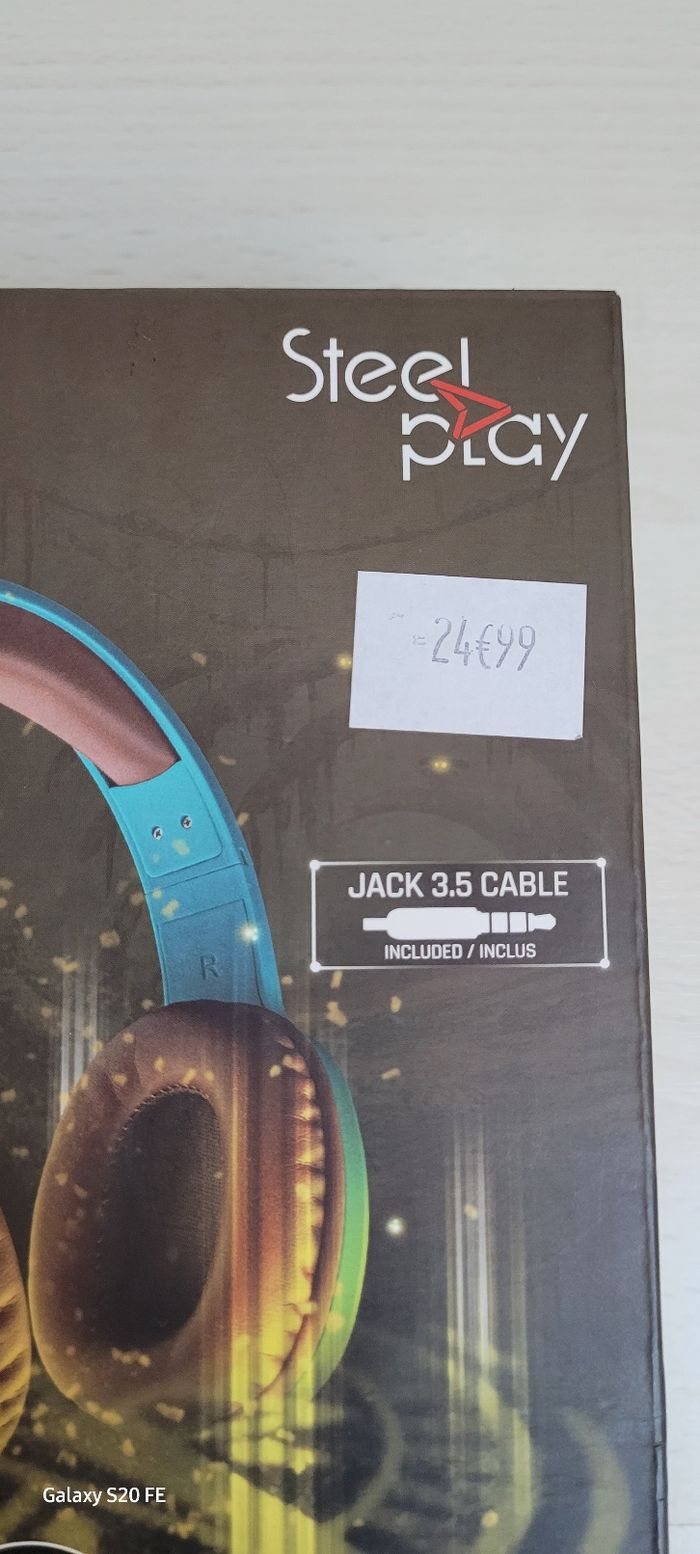 Steel
play
24€99
JACK 3.5 CABLE
INCLUDED / INCLUS
R
Galaxy S20 FE